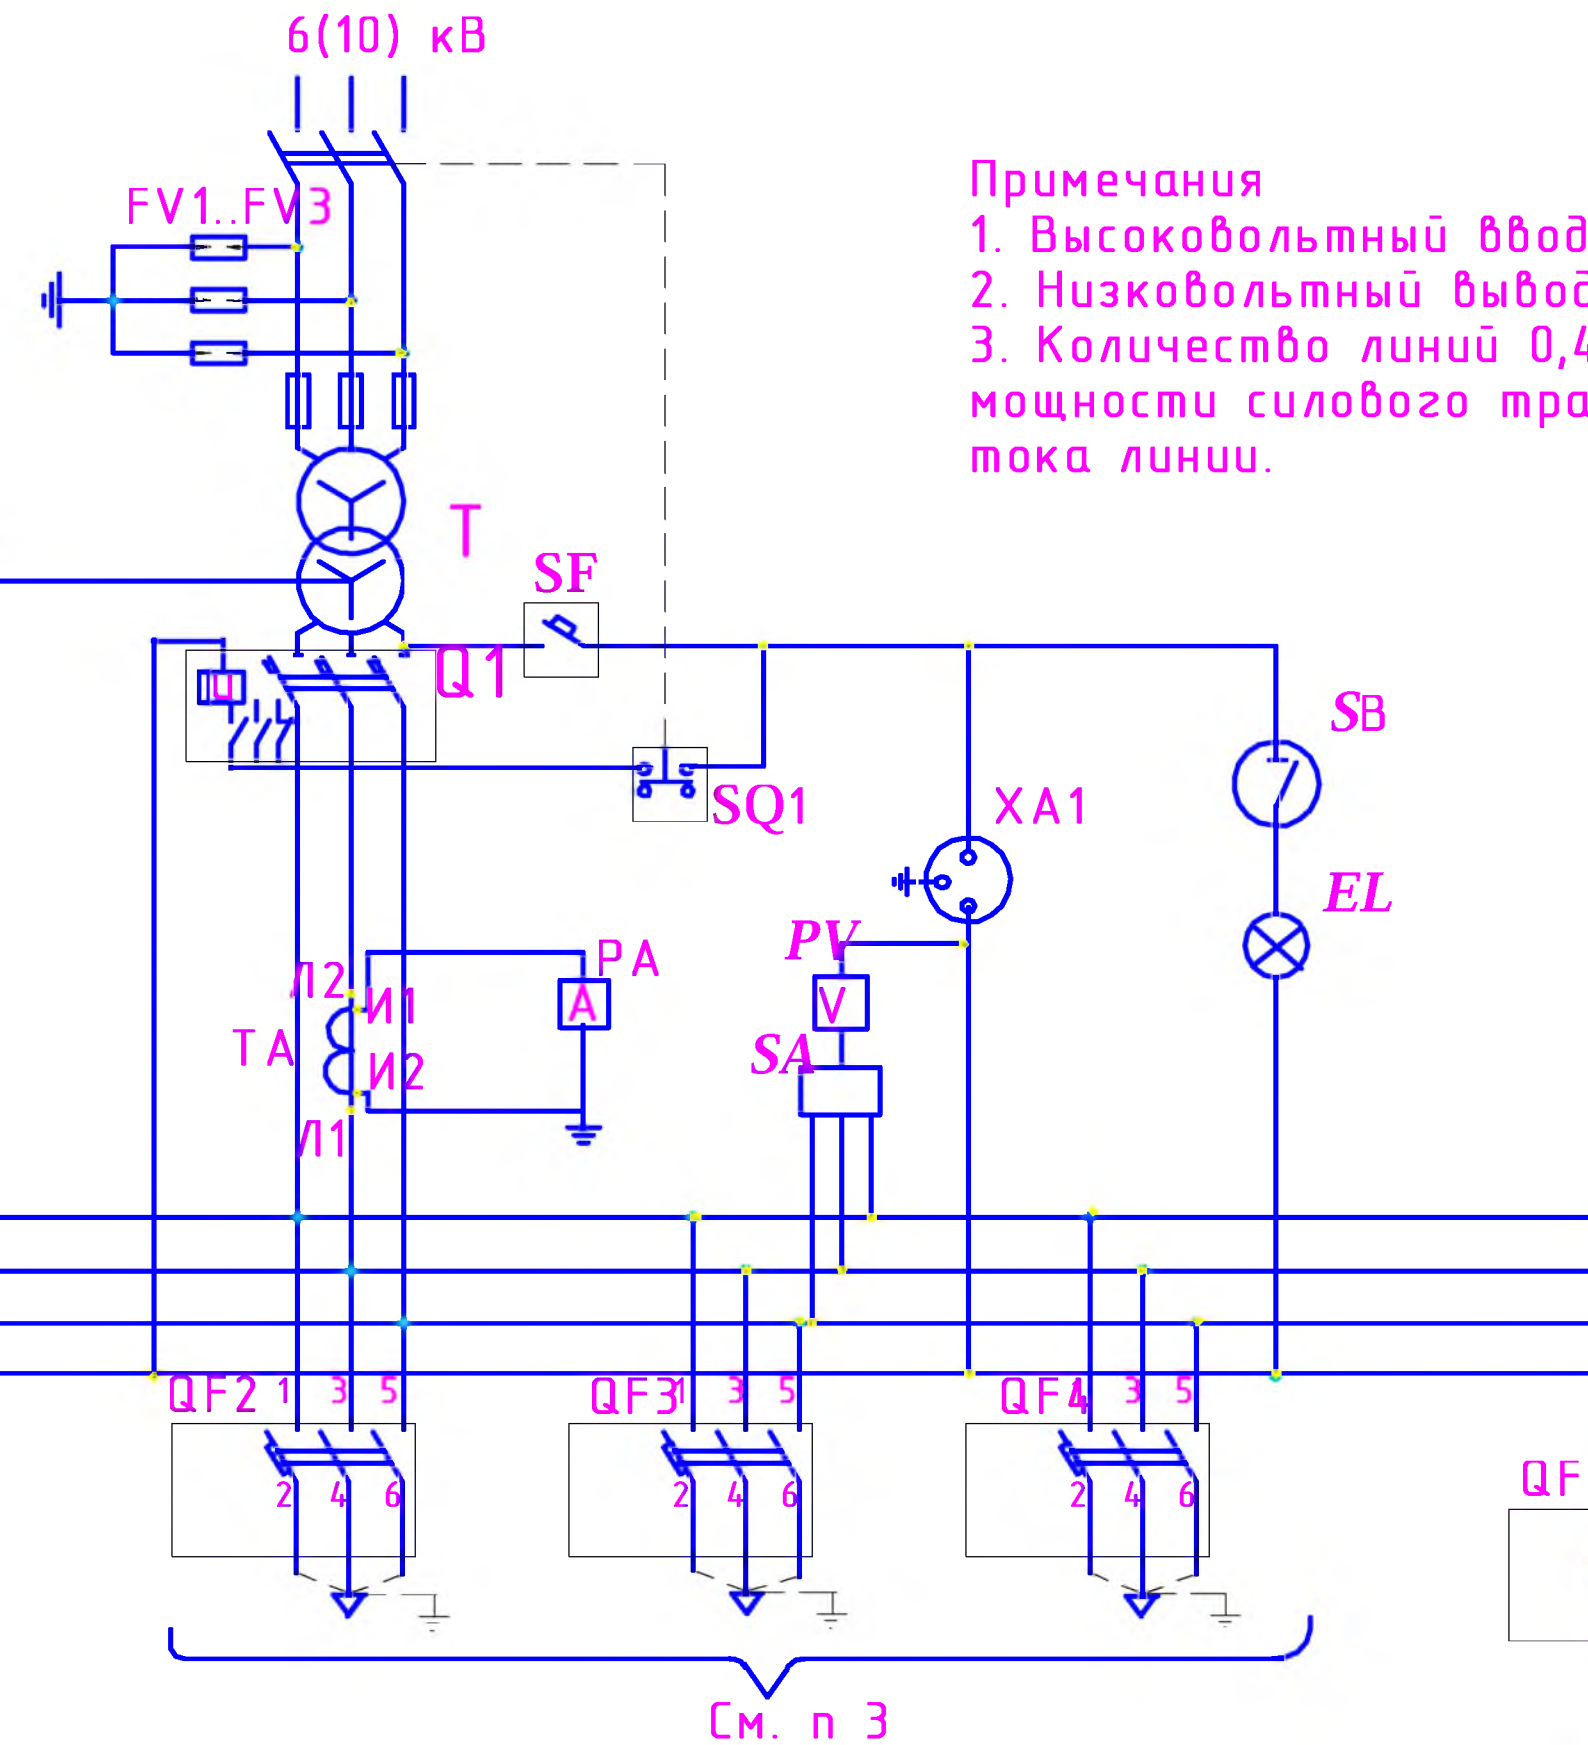 6(10) кВ
FV1..FV3
Примечания
1. Высоковольтный ввод
2. Низковольтный вывод
3. Количество линий 0,4
мощности силового тра
тока линии.
T
SF
Q1
SB
SQ1
XA1
EL
PV
PA
Л2
И1
A
V
TA
SA
И2
Л1
QF2 1 3 5
QF3 1 3 5
QF4 1 3 5
2 4 6
2 4 6
2 4 6
QF
См. п 3